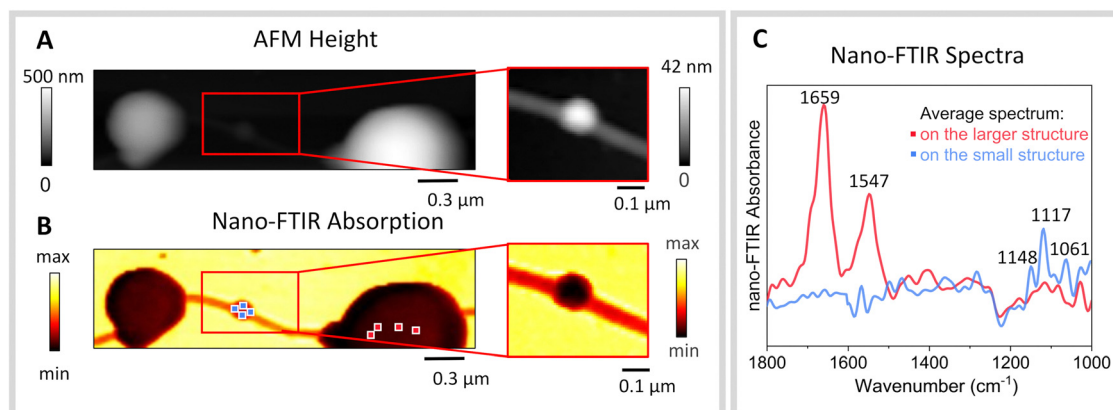 A
AFM Height
500 nm
0
42 nm
0
0.3 µm
0.1 µm
B
Nano-FTIR Absorption
max
min
max
min
0.3 µm
0.1 µm
C
Nano-FTIR Spectra
Average spectrum:
on the larger structure
on the small structure
1659
1547
1148
1117
1061
nano-FTIR Absorbance
1800
1600
1400
1200
1000
Wavenumber (cm⁻¹)